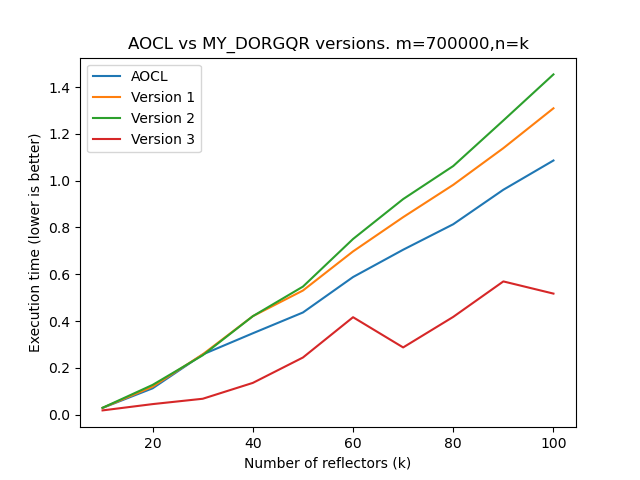 AOCL vs MY_DORGQR versions. m=700000,n=k
AOCL
Version 1
Version 2
Version 3
Execution time (lower is better)
1.4
1.2
1.0
0.8
0.6
0.4
0.2
0.0
20 40 60 80 100
Number of reflectors (k)